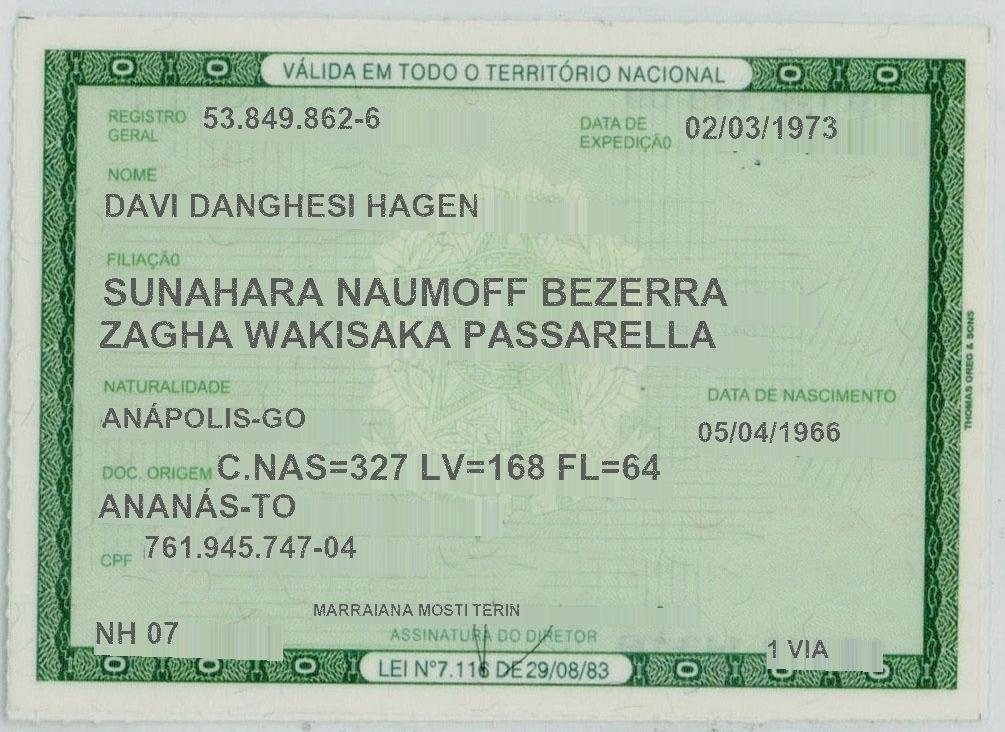 VÁLIDA EM TODO O TERRITÓRIO NACIONAL
REGISTRO GERAL 53.849.862-6
DATA DE EXPEDIÇÃO 02/03/1973
NOME
DAVI DANGHESI HAGEN
FILIAÇÃO
SUNAHARA NAUMOFF BEZERRA
ZAGHA WAKISAKA PASSARELLA
NATURALIDADE
ANÁPOLIS-GO
DATA DE NASCIMENTO
05/04/1966
DOC. ORIGEM C.NAS=327 LV=168 FL=64
ANANÁS-TO
CPF 761.945.747-04
MARRAIANA MOSTI TERIN
NH 07
ASSINATURA DO DIRETOR
1 VIA
LEI Nº7.116 DE 29/08/83
THOMAS GREG & SONS